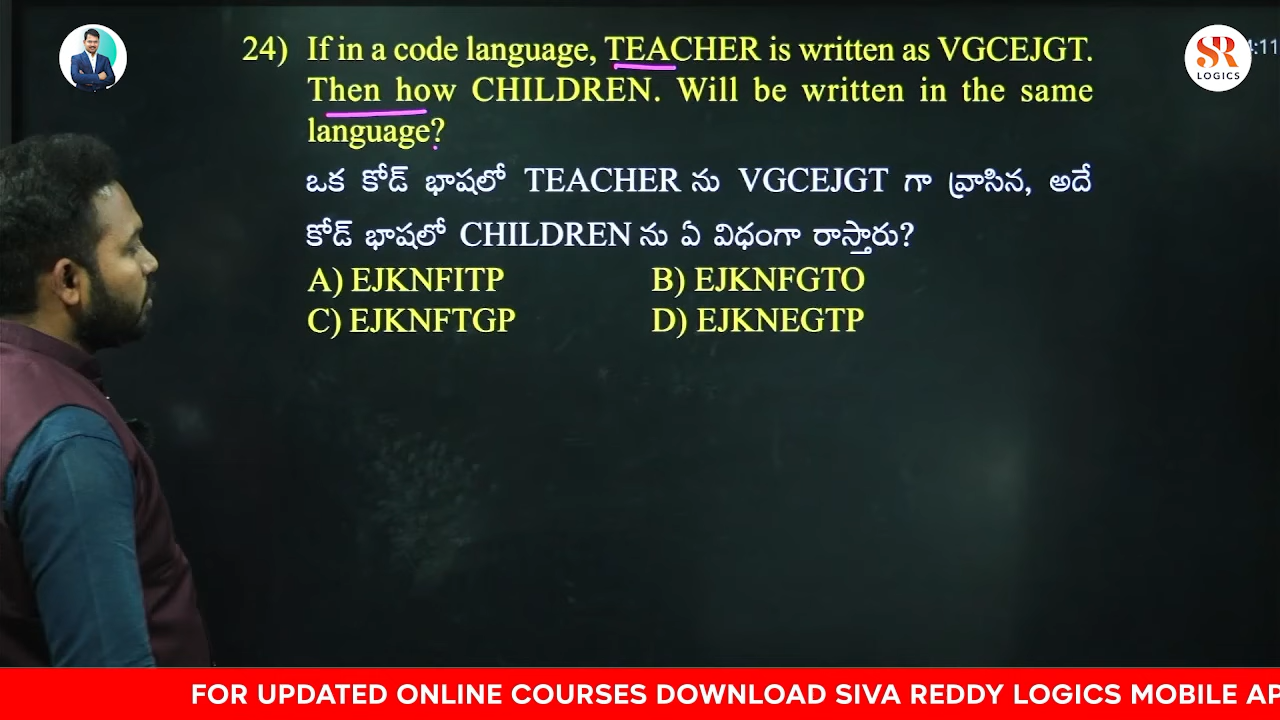 24) If in a code language, TEACHER is written as VGCEJGT.
Then how CHILDREN. Will be written in the same
language?
ఒక కోడ్ భాషలో TEACHER ను VGCEJGT గా వ్రాసిన, అదే
కోడ్ భాషలో CHILDREN ను ఏ విధంగా రాస్తారు?
A) EJKNFITP B) EJKNFGTO
C) EJKNFTGP D) EJKNEGTP
SR
LOGICS
4:11
FOR UPDATED ONLINE COURSES DOWNLOAD SIVA REDDY LOGICS MOBILE AP